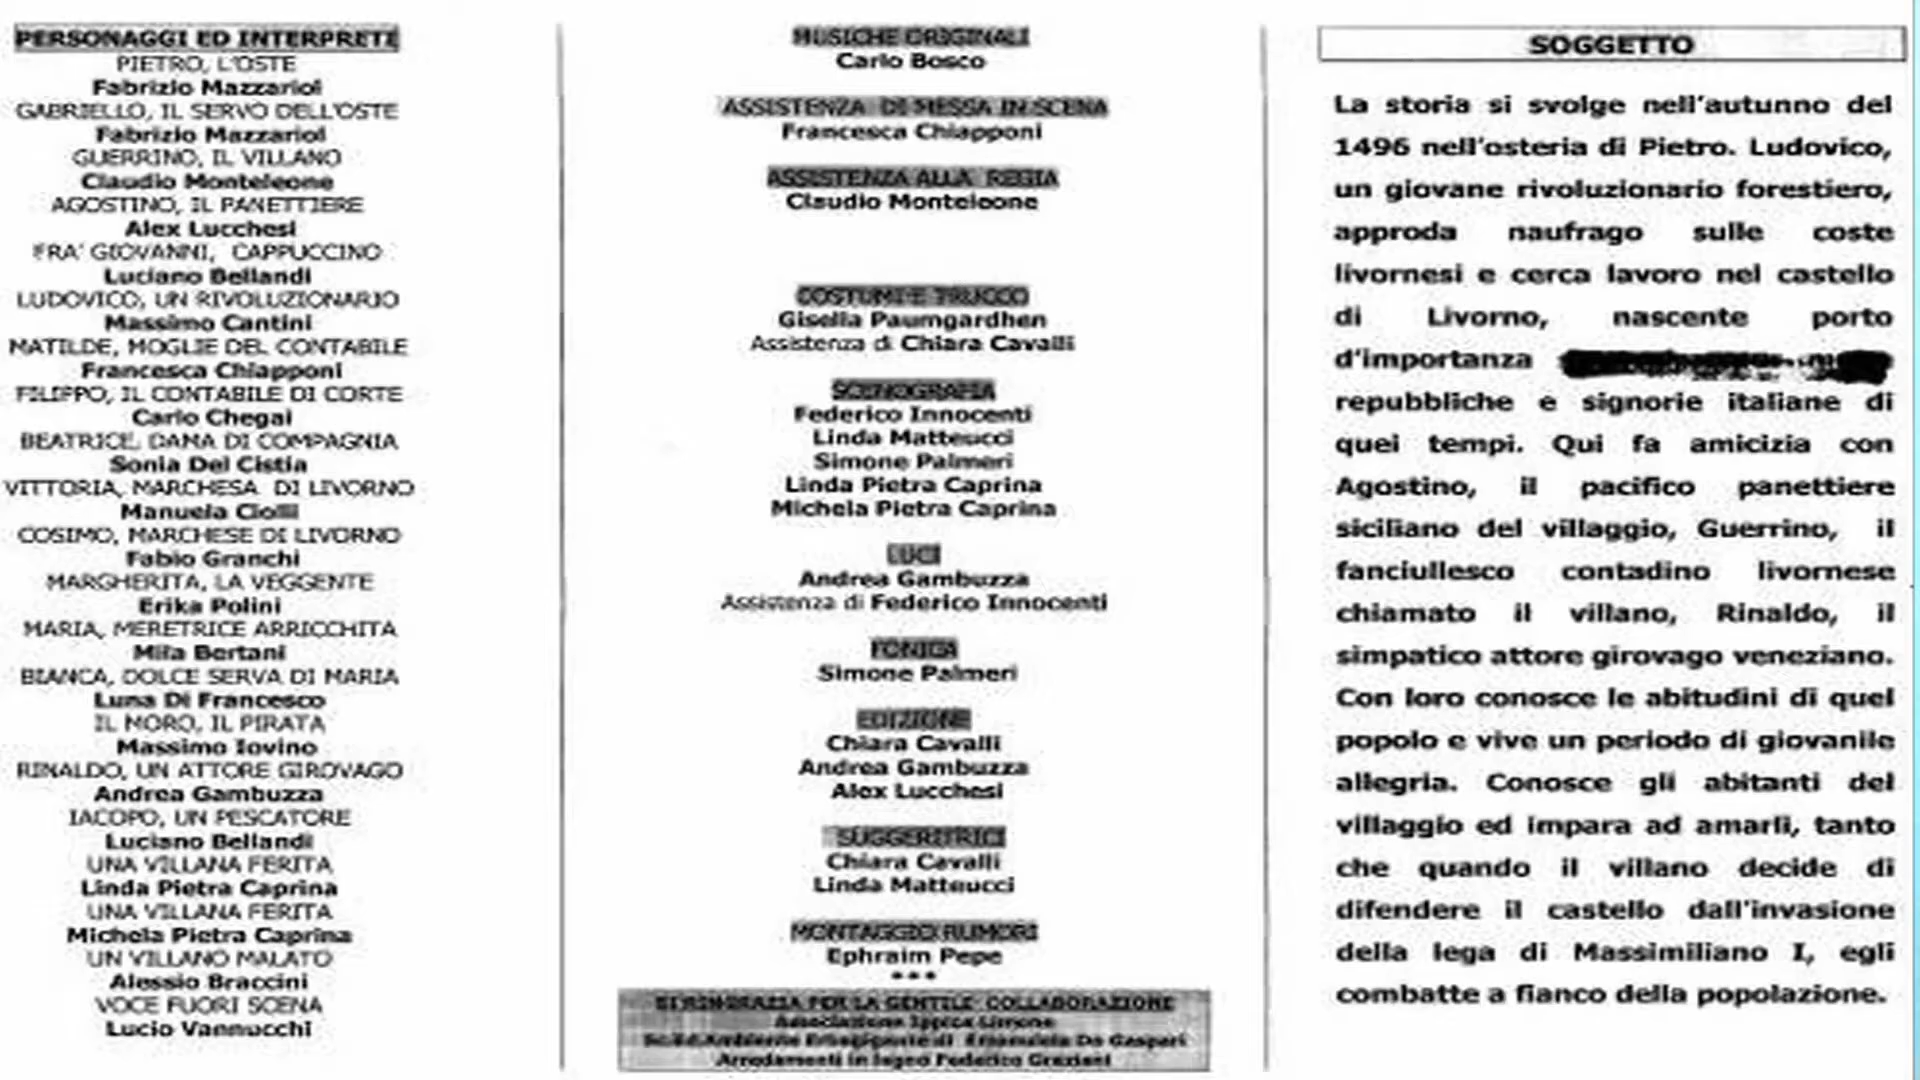 PERSONAGGI ED INTERPRETI
PIETRO, L'OSTE
Fabrizio Mazzariol
GABRIELLO, IL SERVO DELL'OSTE
Fabrizio Mazzariol
GUERRINO, IL VILLANO
Claudio Monteleone
AGOSTINO, IL PANETTIERE
Alex Lucchesi
FRA' GIOVANNI, CAPPUCCINO
Luciano Bellandi
LUDOVICO, UN RIVOLUZIONARIO
Massimo Cantini
MATILDE, MOGLIE DEL CONTABILE
Francesca Chiapponi
FILIPPO, IL CONTABILE DI CORTE
Carlo Chegai
BEATRICE, DAMA DI COMPAGNIA
Sonia Del Cistia
VITTORIA, MARCHESA DI LIVORNO
Manuela Ciolli
COSIMO, MARCHESE DI LIVORNO
Fabio Granchi
MARGHERITA, LA VEGGENTE
Erika Polini
MARIA, MERETRICE ARRICCHITA
Mila Bertani
BIANCA, DOLCE SERVA DI MARIA
Luna Di Francesco
IL MORO, IL PIRATA
Massimo Iovino
RINALDO, UN ATTORE GIROVAGO
Andrea Gambuzza
IACOPO, UN PESCATORE
Luciano Bellandi
UNA VILLANA FERITA
Linda Pietra Caprina
UNA VILLANA FERITA
Michela Pietra Caprina
UN VILLANO MALATO
Alessio Braccini
VOCE FUORI SCENA
Lucio Vannucchi
MUSICHE ORIGINALI
Carlo Bosco
ASSISTENZA DI MESSA IN SCENA
Francesca Chiapponi
ASSISTENZA ALLA REGIA
Claudio Monteleone
COSTUMI E TRUCCO
Gisella Paumgardhen
Assistenza di Chiara Cavalli
SCENOGRAFIA
Federico Innocenti
Linda Matteucci
Simone Palmeri
Linda Pietra Caprina
Michela Pietra Caprina
LUCI
Andrea Gambuzza
Assistenza di Federico Innocenti
FONICA
Simone Palmeri
EDIZIONE
Chiara Cavalli
Andrea Gambuzza
Alex Lucchesi
SUGGERITRICI
Chiara Cavalli
Linda Matteucci
MONTAGGIO RUMORI
Ephraim Pepe
***
SI RINGRAZIA PER LA GENTILE COLLABORAZIONE
Associazione Ippica Limone
di Emanuela De Gaspari
Arredamenti in legno Federico Graziani
SOGGETTO
La storia si svolge nell'autunno del
1496 nell'osteria di Pietro. Ludovico,
un giovane rivoluzionario forestiero,
approda naufrago sulle coste
livornesi e cerca lavoro nel castello
di Livorno, nascente porto
d'importanza
repubbliche e signorie italiane di
quei tempi. Qui fa amicizia con
Agostino, il pacifico panettiere
siciliano del villaggio, Guerrino, il
fanciullesco contadino livornese
chiamato il villano, Rinaldo, il
simpatico attore girovago veneziano.
Con loro conosce le abitudini di quel
popolo e vive un periodo di giovanile
allegria. Conosce gli abitanti del
villaggio ed impara ad amarli, tanto
che quando il villano decide di
difendere il castello dall'invasione
della lega di Massimiliano I, egli
combatte a fianco della popolazione.